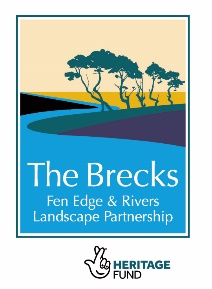 The Brecks
Fen Edge & Rivers
Landscape Partnership
HERITAGE
FUND